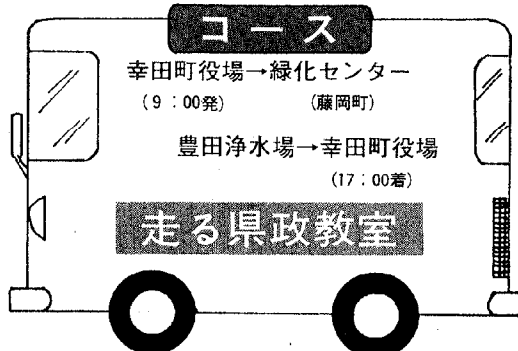 コース
幸田町役場→緑化センター
(9:00発) (藤岡町)
豊田浄水場→幸田町役場
(17:00着)
走る県政教室